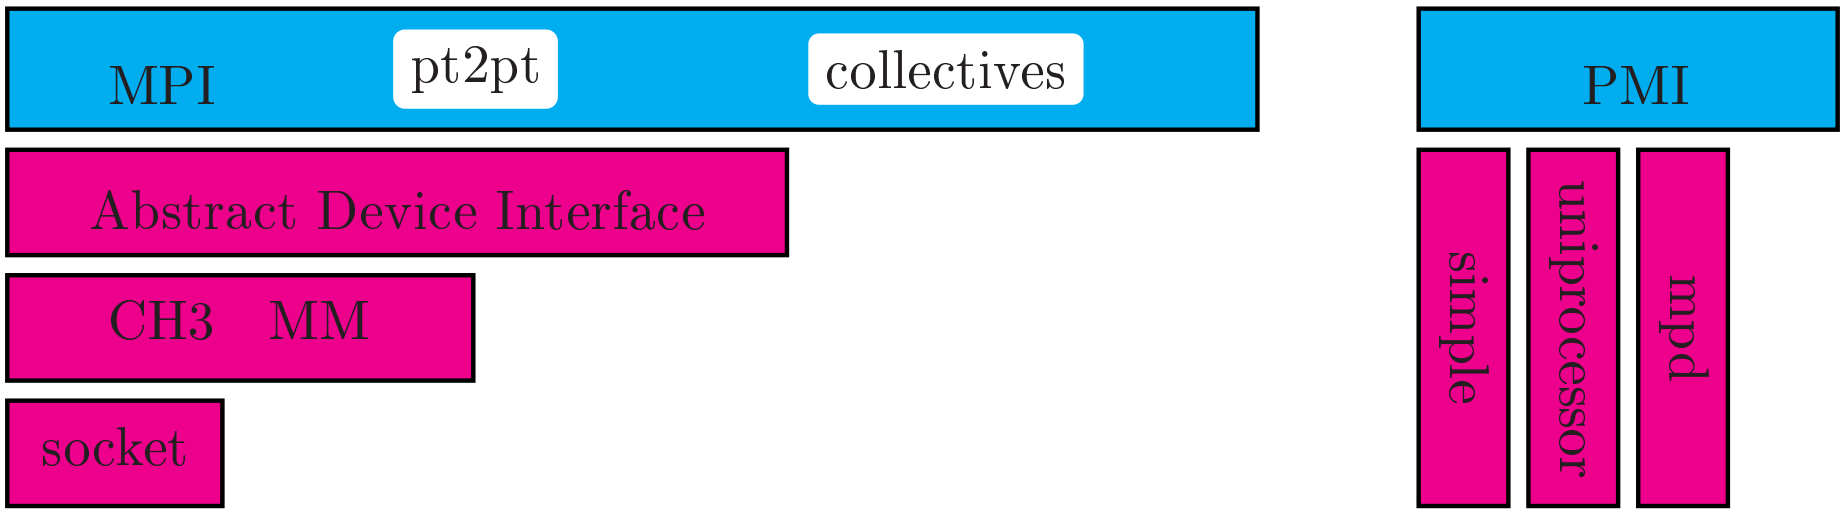 MPI pt2pt collectives
PMI
Abstract Device Interface
CH3 MM
socket
simple
uniprocessor
mpd